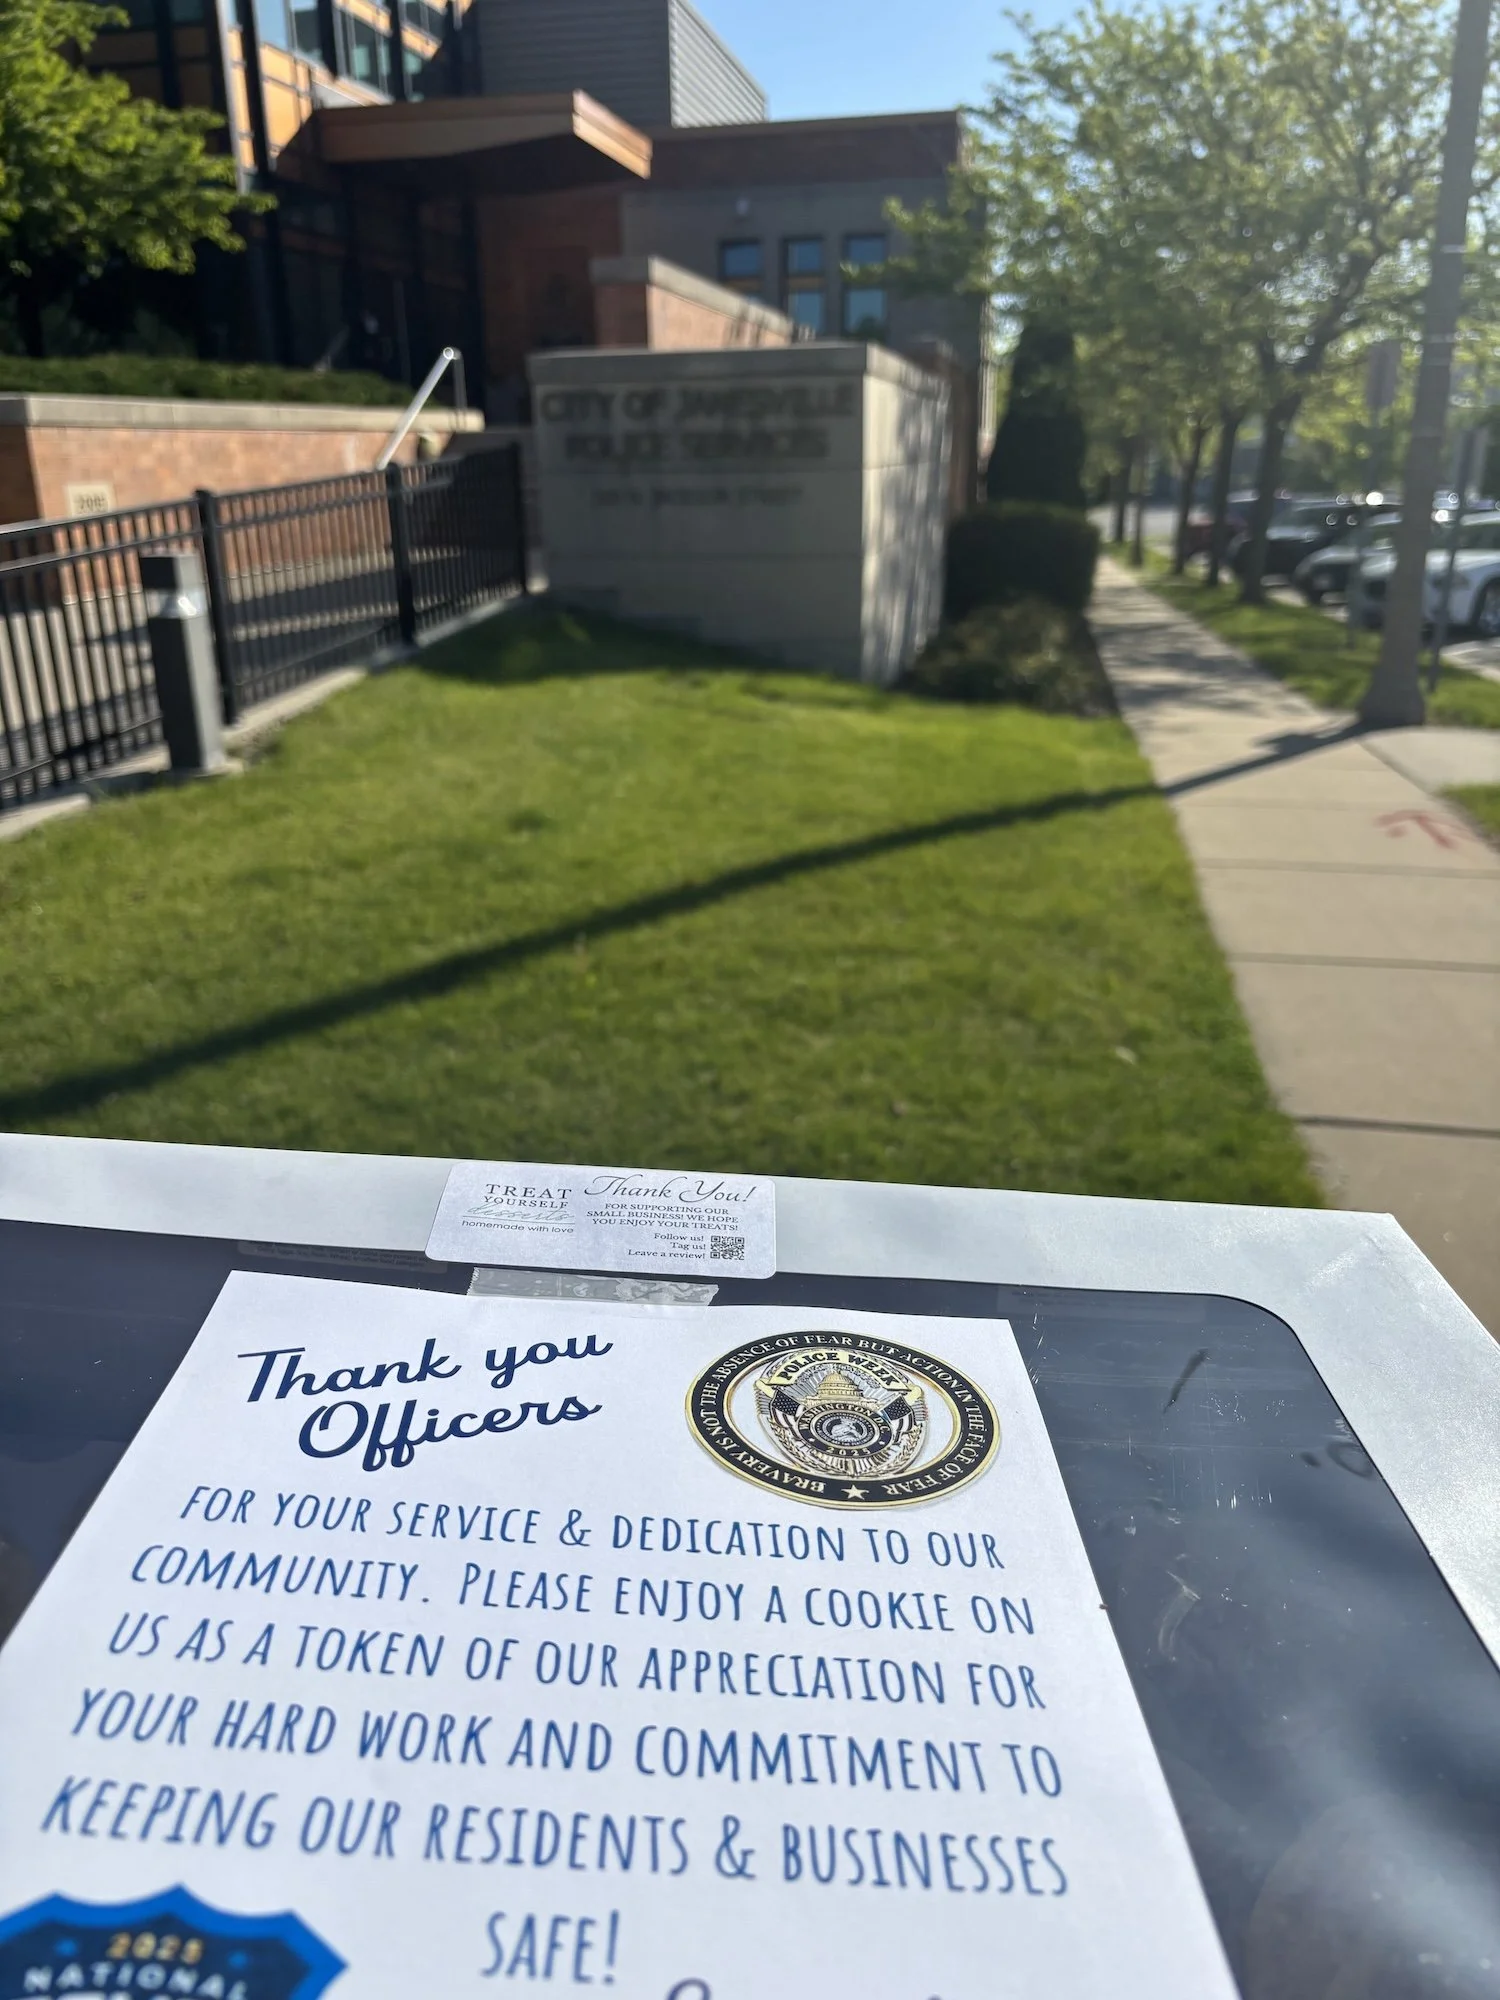 CITY OF JANESVILLE
POLICE SERVICES
TREAT
YOURSELF
desserts
homemade with love
Thank You!
FOR SUPPORTING OUR
SMALL BUSINESS! WE HOPE
YOU ENJOY YOUR TREATS!
Follow us!
Tag us!
Leave a review!
Thank you
Officers
BRAVERY IS NOT THE ABSENCE OF FEAR BUT ACTION IN THE FACE OF FEAR
POLICE WEEK
WASHINGTON D.C.
FOR YOUR SERVICE & DEDICATION TO OUR
COMMUNITY. PLEASE ENJOY A COOKIE ON
US AS A TOKEN OF OUR APPRECIATION FOR
YOUR HARD WORK AND COMMITMENT TO
KEEPING OUR RESIDENTS & BUSINESSES
SAFE!
2025
NATIONAL